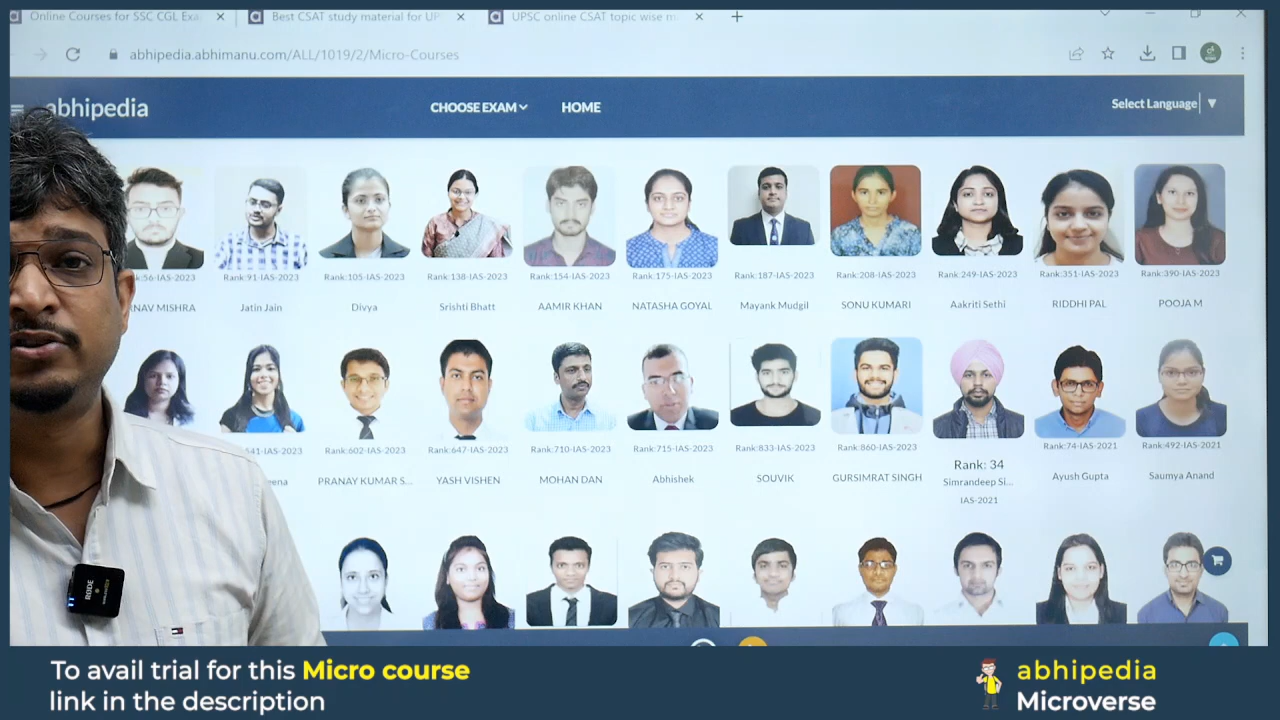 Online Courses for SSC CGL Exa
Best CSAT study material for UP
UPSC online CSAT topic wise m
abhipedia.abhimanu.com/ALL/1019/2/Micro-Courses
abhipedia
CHOOSE EXAM
HOME
Select Language
56-IAS-2023
Rank:91-IAS-2023
Rank:105-IAS-2023
Rank:138-IAS-2023
Rank:154-IAS-2023
Rank:175-IAS-2023
Rank:187-IAS-2023
Rank:208-IAS-2023
Rank:249-IAS-2023
Rank:351-IAS-2023
Rank:390-IAS-2023
NAV MISHRA
Jatin Jain
Divya
Srishti Bhatt
AAMIR KHAN
NATASHA GOYAL
Mayank Mudgil
SONU KUMARI
Aakriti Sethi
RIDDHI PAL
POOJA M
541-IAS-2023
Rank:602-IAS-2023
Rank:647-IAS-2023
Rank:710-IAS-2023
Rank:715-IAS-2023
Rank:833-IAS-2023
Rank:860-IAS-2023
Rank: 34
Rank:74-IAS-2021
Rank:492-IAS-2021
ena
PRANAY KUMAR S...
YASH VISHEN
MOHAN DAN
Abhishek
SOUVIK
GURSIMRAT SINGH
Simrandeep Si...
IAS-2021
Ayush Gupta
Saumya Anand
RØDE
To avail trial for this Micro course
link in the description
abhipedia
Microverse